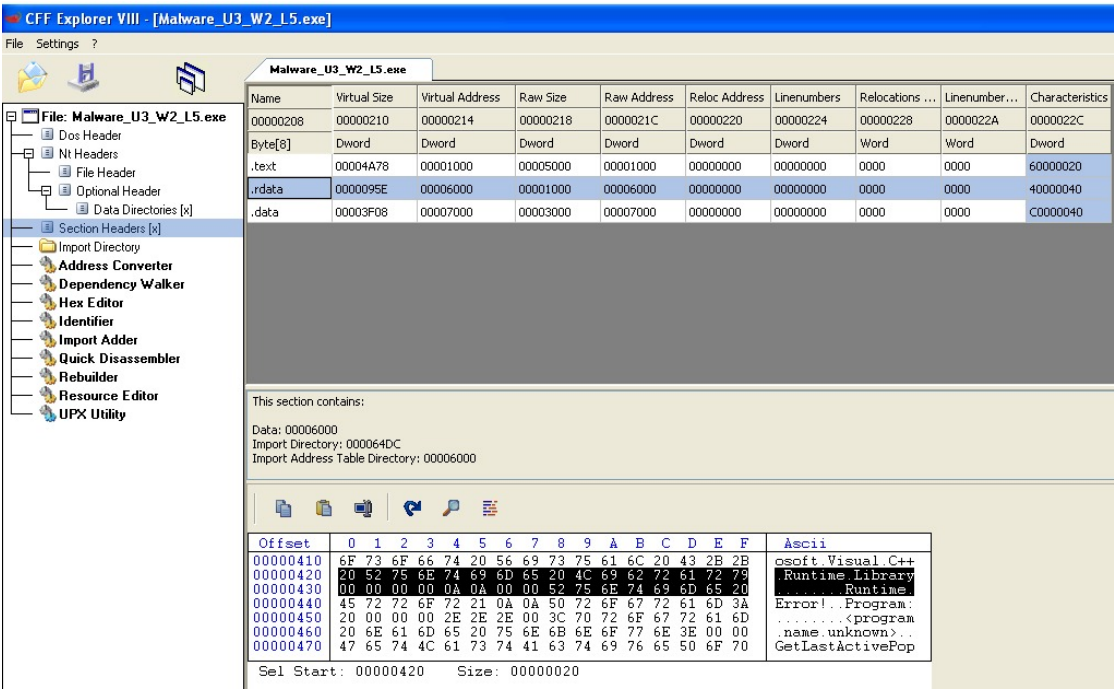 CFF Explorer VIII - [Malware_U3_W2_L5.exe]
File Settings ?
Malware_U3_W2_L5.exe
File: Malware_U3_W2_L5.exe
Dos Header
Nt Headers
File Header
Optional Header
Data Directories [x]
Section Headers [x]
Import Directory
Address Converter
Dependency Walker
Hex Editor
Identifier
Import Adder
Quick Disassembler
Rebuilder
Resource Editor
UPX Utility
Name Virtual Size Virtual Address Raw Size Raw Address Reloc Address Linenumbers Relocations ... Linenumber... Characteristics
00000208 00000210 00000214 00000218 0000021C 00000220 00000224 00000228 0000022A 0000022C
Byte[8] Dword Dword Dword Dword Dword Dword Word Word Dword
.text 00004A78 00001000 00005000 00001000 00000000 00000000 0000 0000 60000020
.rdata 0000095E 00006000 00001000 00006000 00000000 00000000 0000 0000 40000040
.data 00003F08 00007000 00003000 00007000 00000000 00000000 0000 0000 C0000040
This section contains:
Data: 00006000
Import Directory: 000064DC
Import Address Table Directory: 00006000
Offset 0 1 2 3 4 5 6 7 8 9 A B C D E F Ascii
00000410 6F 73 6F 66 74 20 56 69 73 75 61 6C 20 43 2B 2B osoft.Visual.C++
00000420 20 52 75 6E 74 69 6D 65 20 4C 69 62 72 61 72 79 .Runtime.Library
00000430 00 00 00 00 0A 0A 00 00 52 75 6E 74 69 6D 65 20 ........Runtime.
00000440 45 72 72 6F 72 21 0A 0A 50 72 6F 67 72 61 6D 3A Error!..Program:
00000450 20 00 00 00 2E 2E 2E 00 3C 70 72 6F 67 72 61 6D ........<program
00000460 20 6E 61 6D 65 20 75 6E 6B 6E 6F 77 6E 3E 00 00 .name.unknown>..
00000470 47 65 74 4C 61 73 74 41 63 74 69 76 65 50 6F 70 GetLastActivePop
Sel Start: 00000420 Size: 00000020